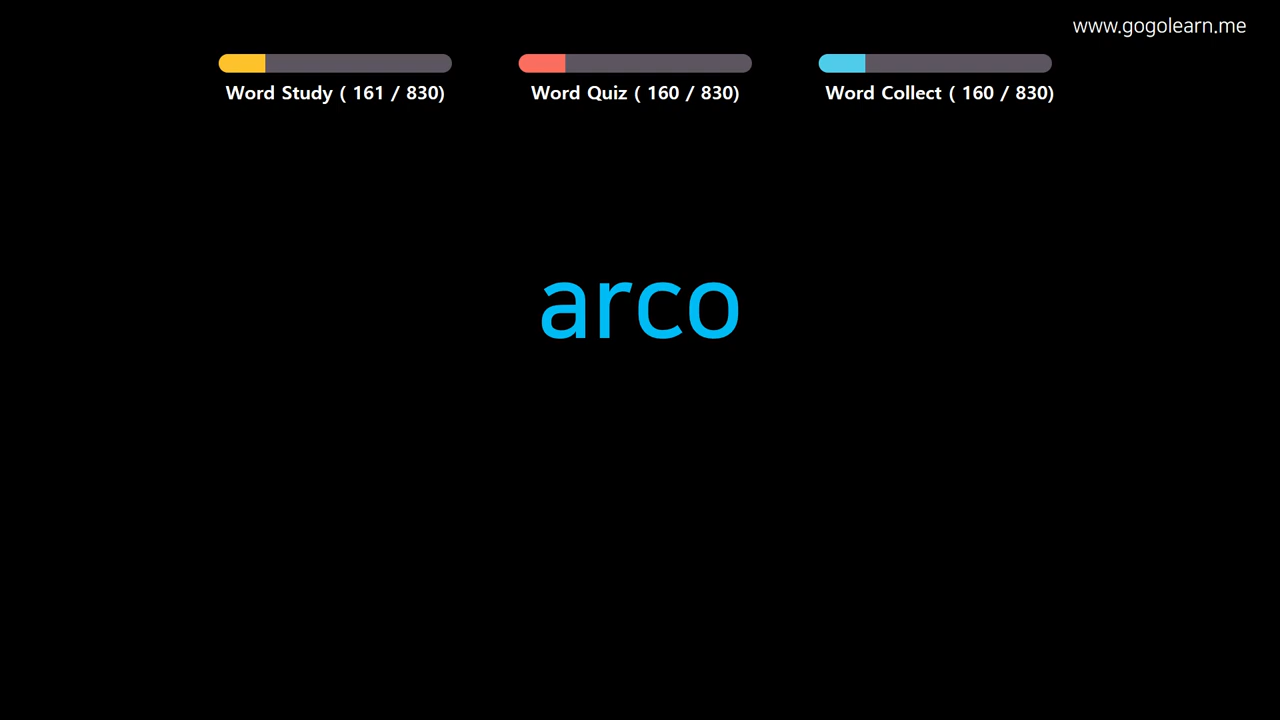 www.gogolearn.me
Word Study ( 161 / 830)
Word Quiz ( 160 / 830)
Word Collect ( 160 / 830)
arco